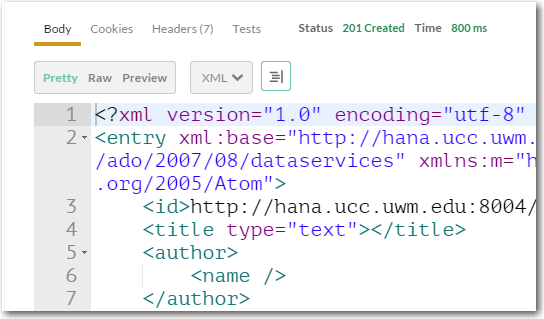 Body Cookies Headers (7) Tests Status 201 Created Time 800 ms
Pretty Raw Preview XML
1 <?xml version="1.0" encoding="utf-8"
2 <entry xml:base="http://hana.ucc.uwm.
/ado/2007/08/dataservices" xmlns:m="h
.org/2005/Atom">
3 <id>http://hana.ucc.uwm.edu:8004/
4 <title type="text"></title>
5 <author>
6 <name />
7 </author>